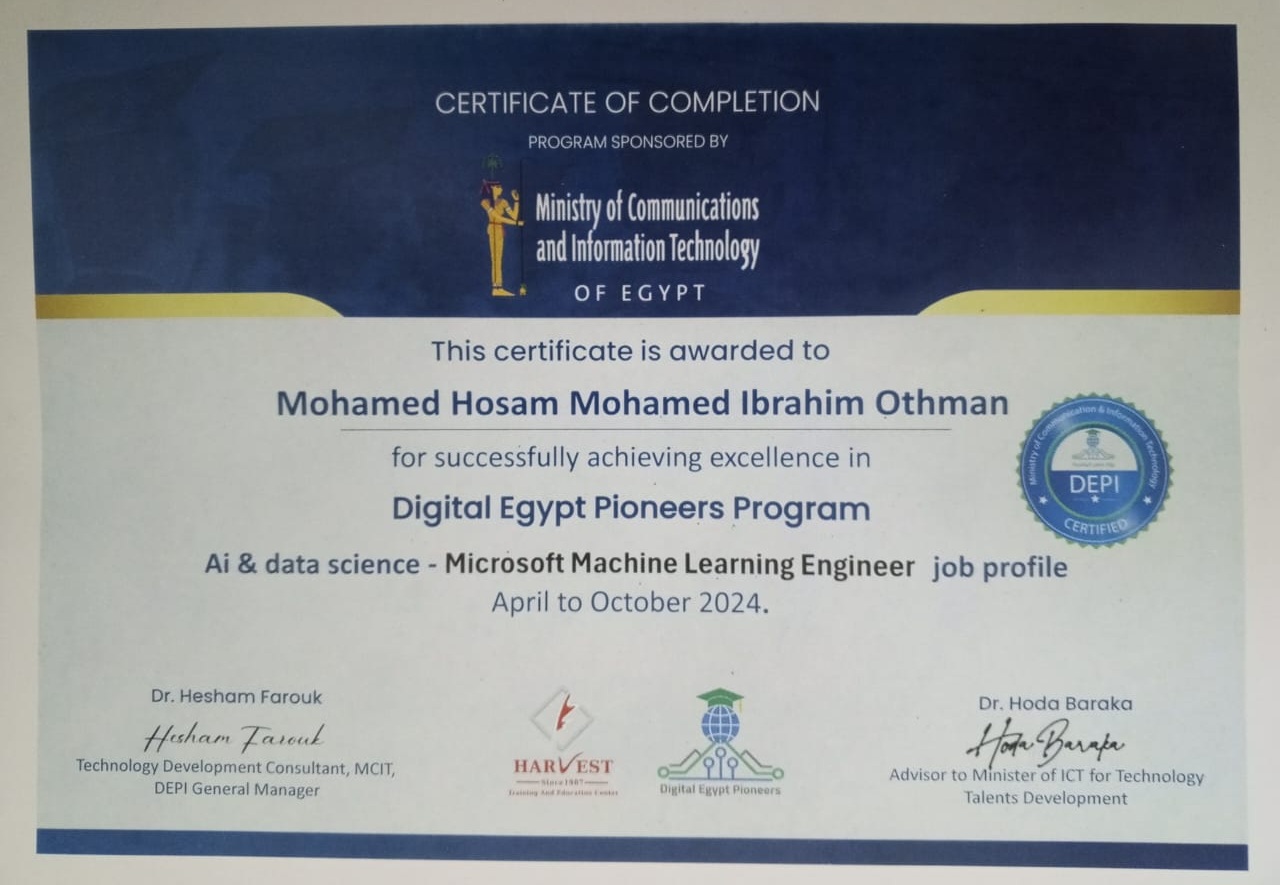 CERTIFICATE OF COMPLETION
PROGRAM SPONSORED BY
Ministry of Communications
and Information Technology
OF EGYPT
This certificate is awarded to
Mohamed Hosam Mohamed Ibrahim Othman
for successfully achieving excellence in
Digital Egypt Pioneers Program
Ai & data science - Microsoft Machine Learning Engineer job profile
April to October 2024.
Ministry of Communication & Information Technology
DEPI
CERTIFIED
Dr. Hesham Farouk
Hesham Farouk
Technology Development Consultant, MCIT,
DEPI General Manager
HARVEST
Since 1987
Training And Education Center
Digital Egypt Pioneers
Dr. Hoda Baraka
Hoda Baraka
Advisor to Minister of ICT for Technology
Talents Development